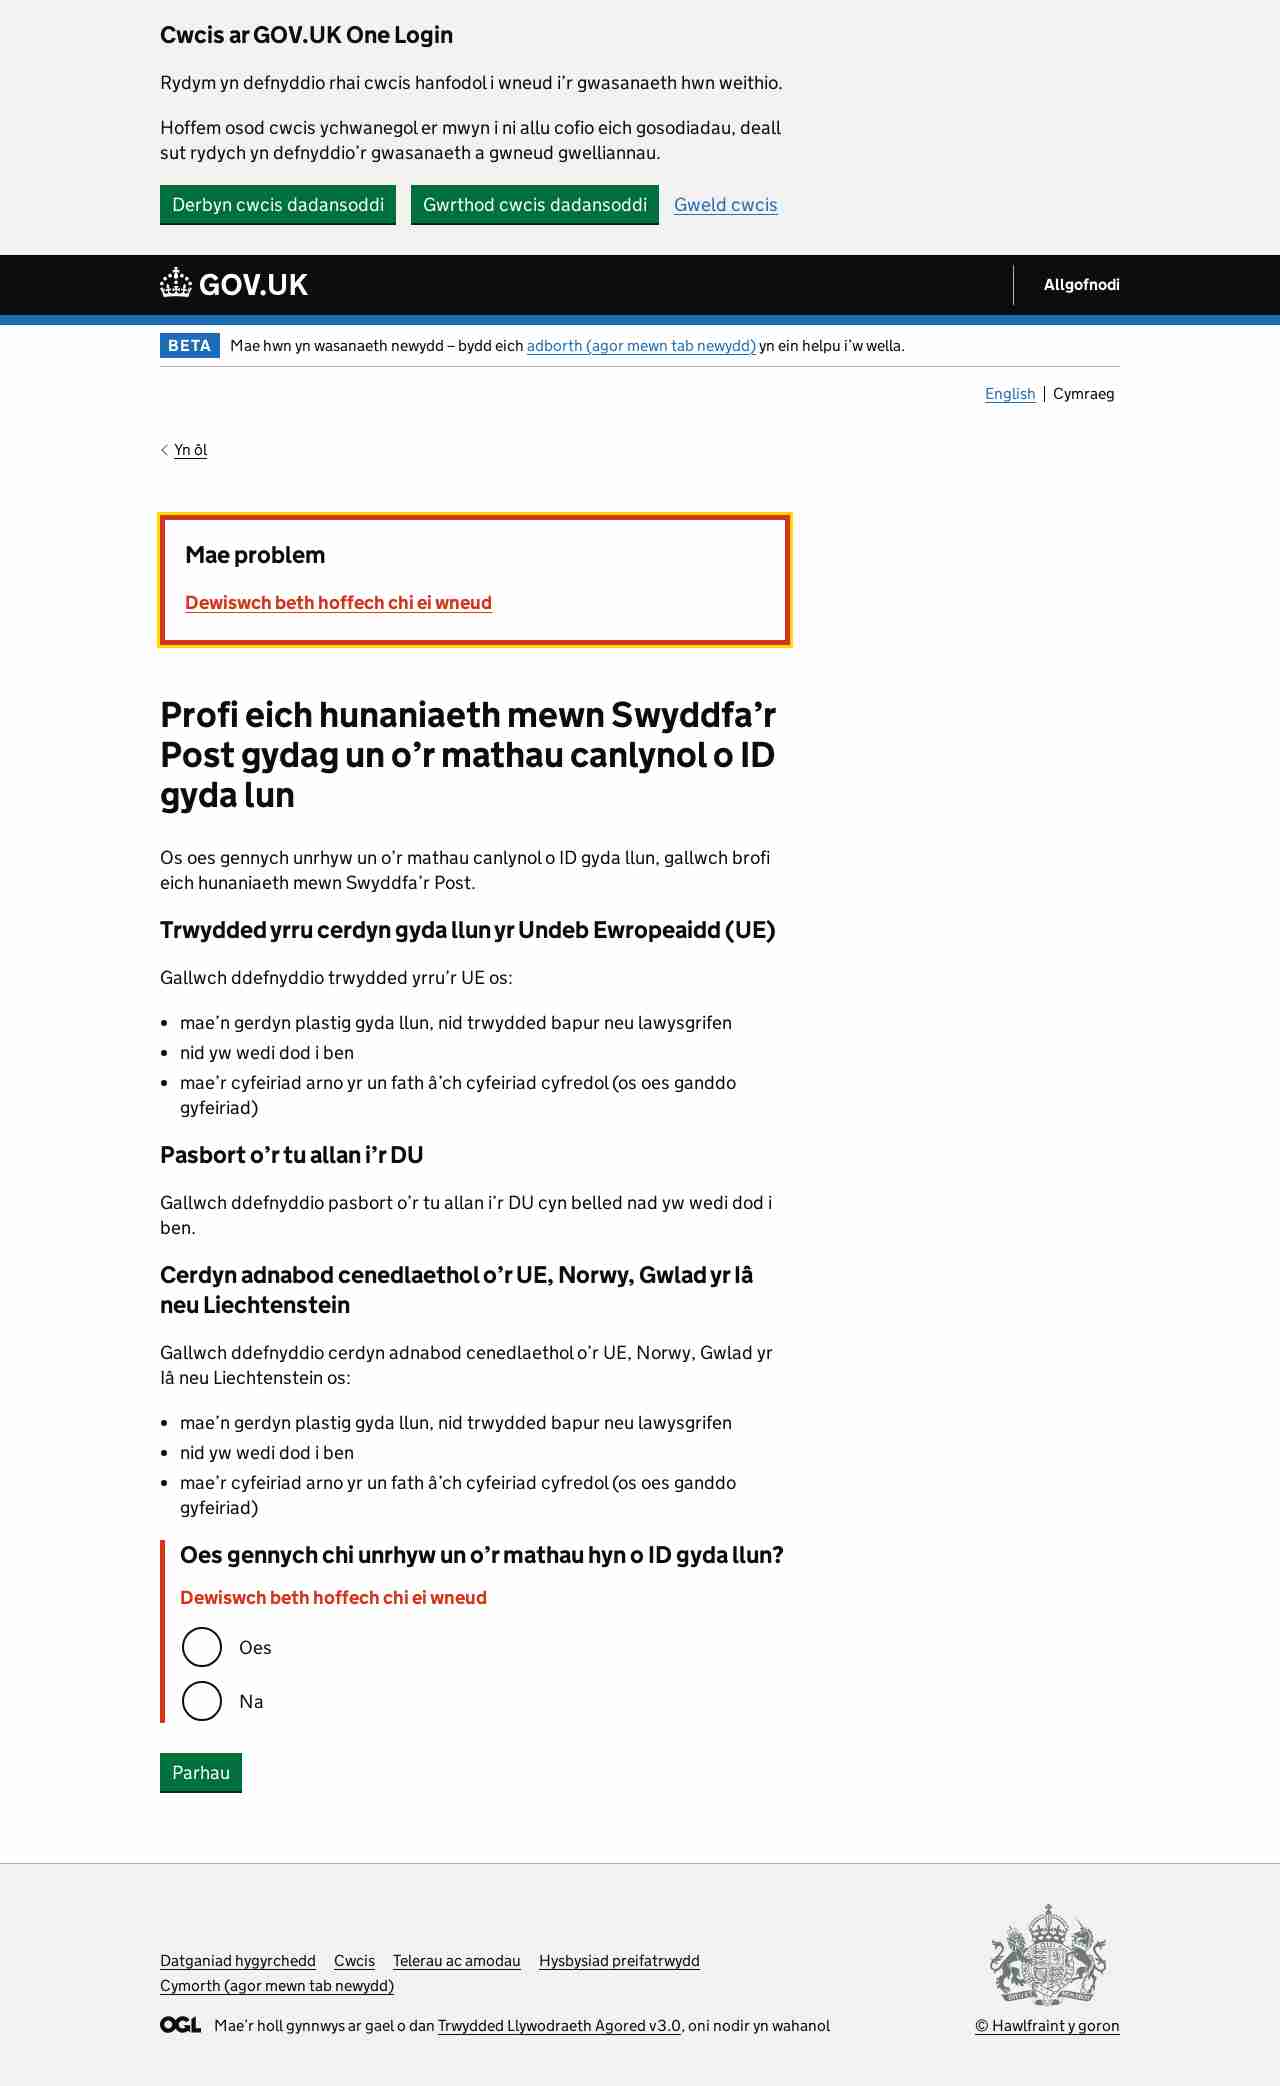 Cwcis ar GOV.UK One Login
Rydym yn defnyddio rhai cwcis hanfodol i wneud i’r gwasanaeth hwn weithio.
Hoffem osod cwcis ychwanegol er mwyn i ni allu cofio eich gosodiadau, deall
sut rydych yn defnyddio’r gwasanaeth a gwneud gwelliannau.
Derbyn cwcis dadansoddi Gwrthod cwcis dadansoddi Gweld cwcis
GOV.UK Allgofnodi
BETA Mae hwn yn wasanaeth newydd – bydd eich adborth (agor mewn tab newydd) yn ein helpu i’w wella.
English Cymraeg
Yn ôl
Mae problem
Dewiswch beth hoffech chi ei wneud
Profi eich hunaniaeth mewn Swyddfa’r
Post gydag un o’r mathau canlynol o ID
gyda lun
Os oes gennych unrhyw un o’r mathau canlynol o ID gyda llun, gallwch brofi
eich hunaniaeth mewn Swyddfa’r Post.
Trwydded yrru cerdyn gyda llun yr Undeb Ewropeaidd (UE)
Gallwch ddefnyddio trwydded yrru’r UE os:
• mae’n gerdyn plastig gyda llun, nid trwydded bapur neu lawysgrifen
• nid yw wedi dod i ben
• mae’r cyfeiriad arno yr un fath â’ch cyfeiriad cyfredol (os oes ganddo
gyfeiriad)
Pasbort o’r tu allan i’r DU
Gallwch ddefnyddio pasbort o’r tu allan i’r DU cyn belled nad yw wedi dod i
ben.
Cerdyn adnabod cenedlaethol o’r UE, Norwy, Gwlad yr Iâ
neu Liechtenstein
Gallwch ddefnyddio cerdyn adnabod cenedlaethol o’r UE, Norwy, Gwlad yr
Iâ neu Liechtenstein os:
• mae’n gerdyn plastig gyda llun, nid trwydded bapur neu lawysgrifen
• nid yw wedi dod i ben
• mae’r cyfeiriad arno yr un fath â’ch cyfeiriad cyfredol (os oes ganddo
gyfeiriad)
Oes gennych chi unrhyw un o’r mathau hyn o ID gyda llun?
Dewiswch beth hoffech chi ei wneud
Oes
Na
Parhau
Datganiad hygyrchedd Cwcis Telerau ac amodau Hysbysiad preifatrwydd
Cymorth (agor mewn tab newydd)
OGL Mae’r holl gynnwys ar gael o dan Trwydded Llywodraeth Agored v3.0, oni nodir yn wahanol
© Hawlfraint y goron